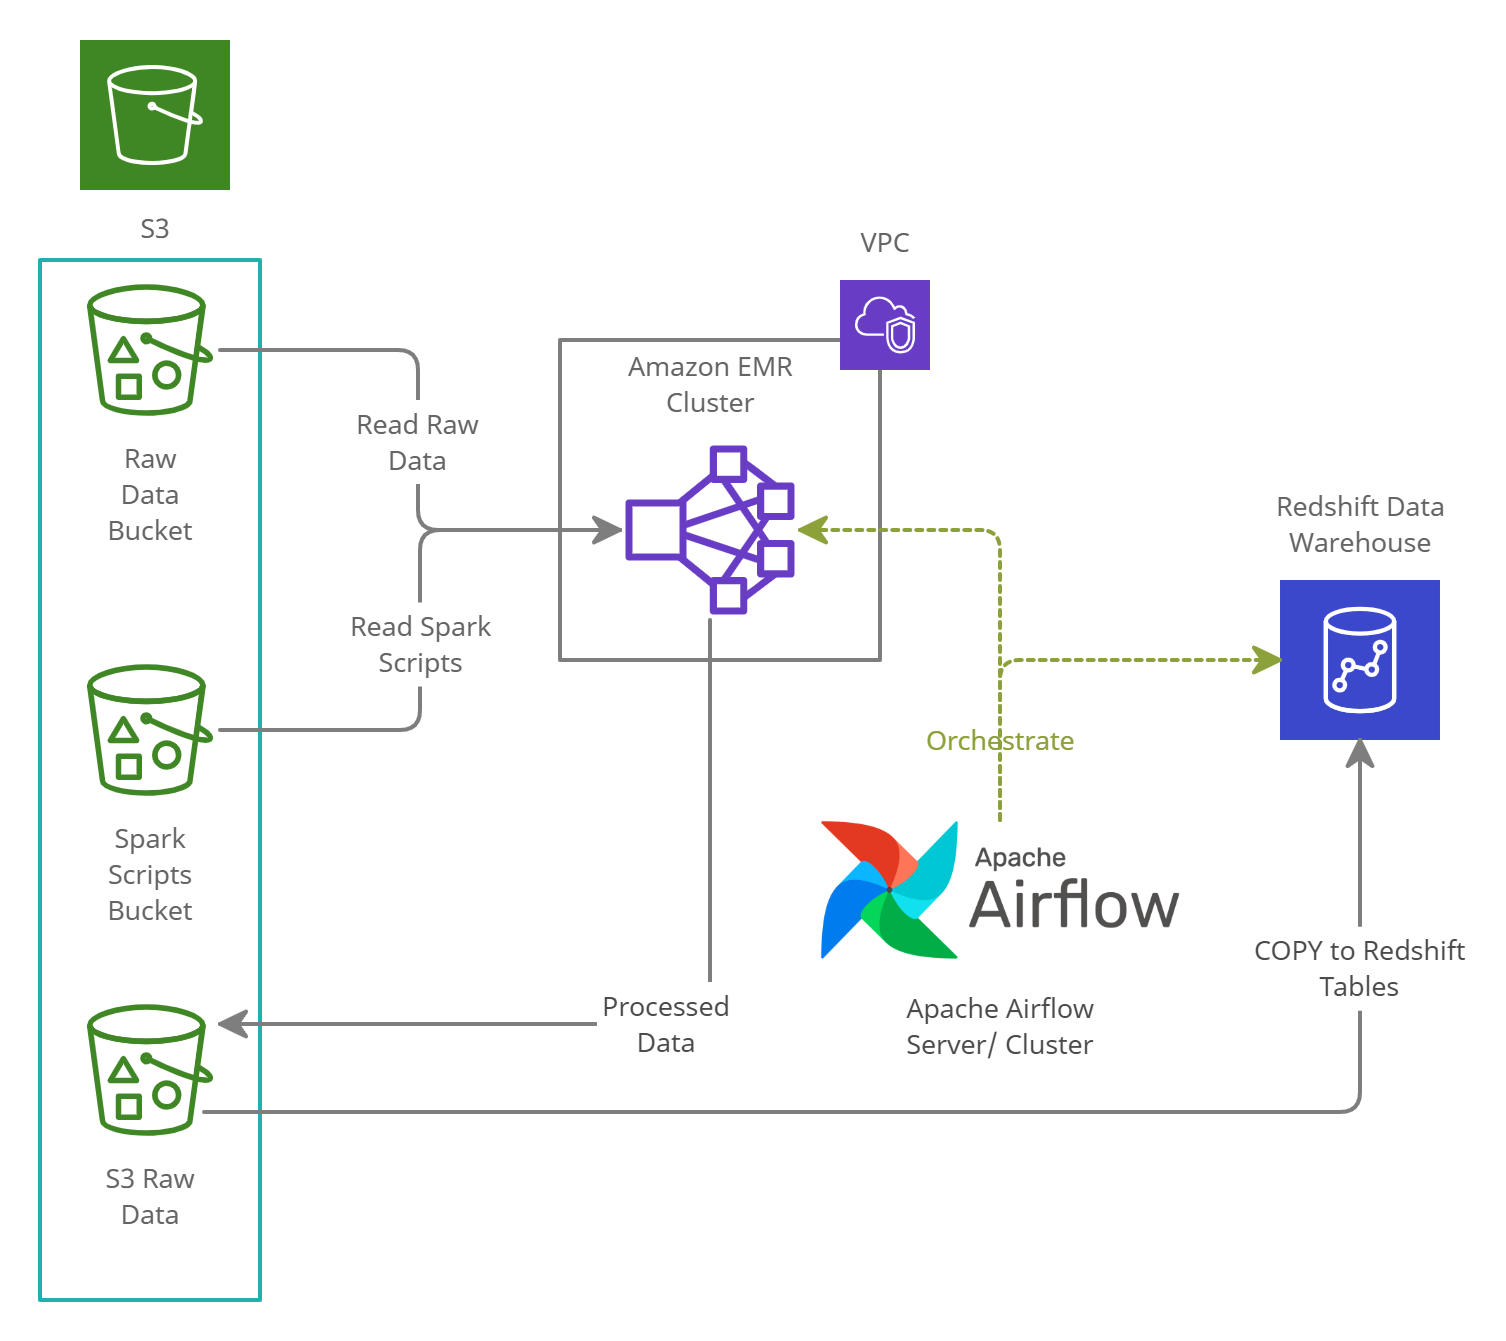 S3
Raw
Data
Bucket
Read Raw
Data
Read Spark
Scripts
Spark
Scripts
Bucket
S3 Raw
Data
VPC
Amazon EMR
Cluster
Processed
Data
Orchestrate
Apache
Airflow
Apache Airflow
Server/ Cluster
Redshift Data
Warehouse
COPY to Redshift
Tables